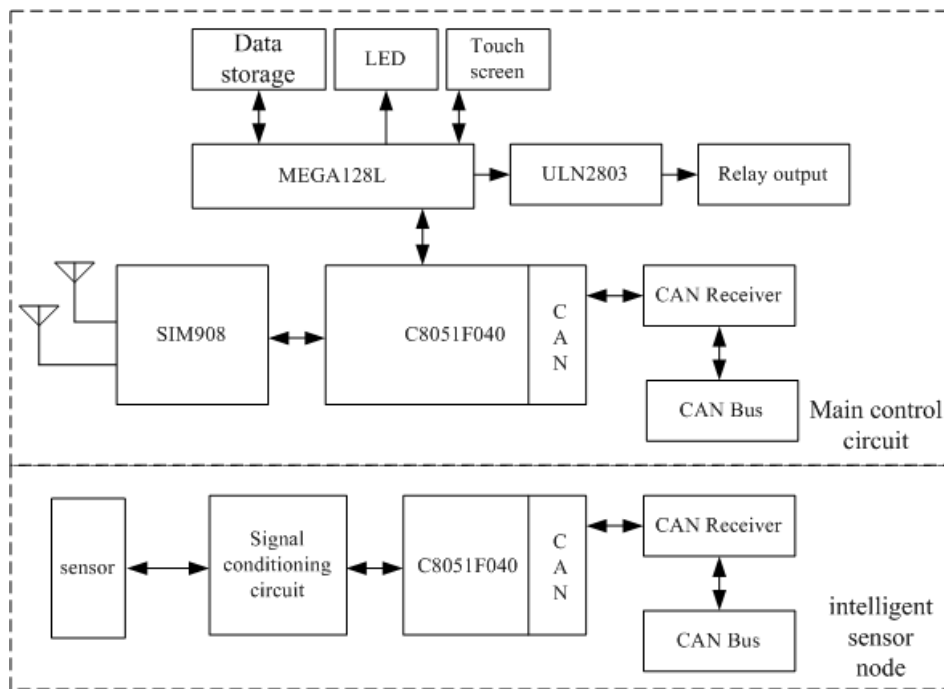 Data
storage
LED
Touch
screen
MEGA128L
ULN2803
Relay output
SIM908
C8051F040
C
A
N
CAN Receiver
CAN Bus
Main control
circuit
sensor
Signal
conditioning
circuit
C8051F040
C
A
N
CAN Receiver
CAN Bus
intelligent
sensor
node